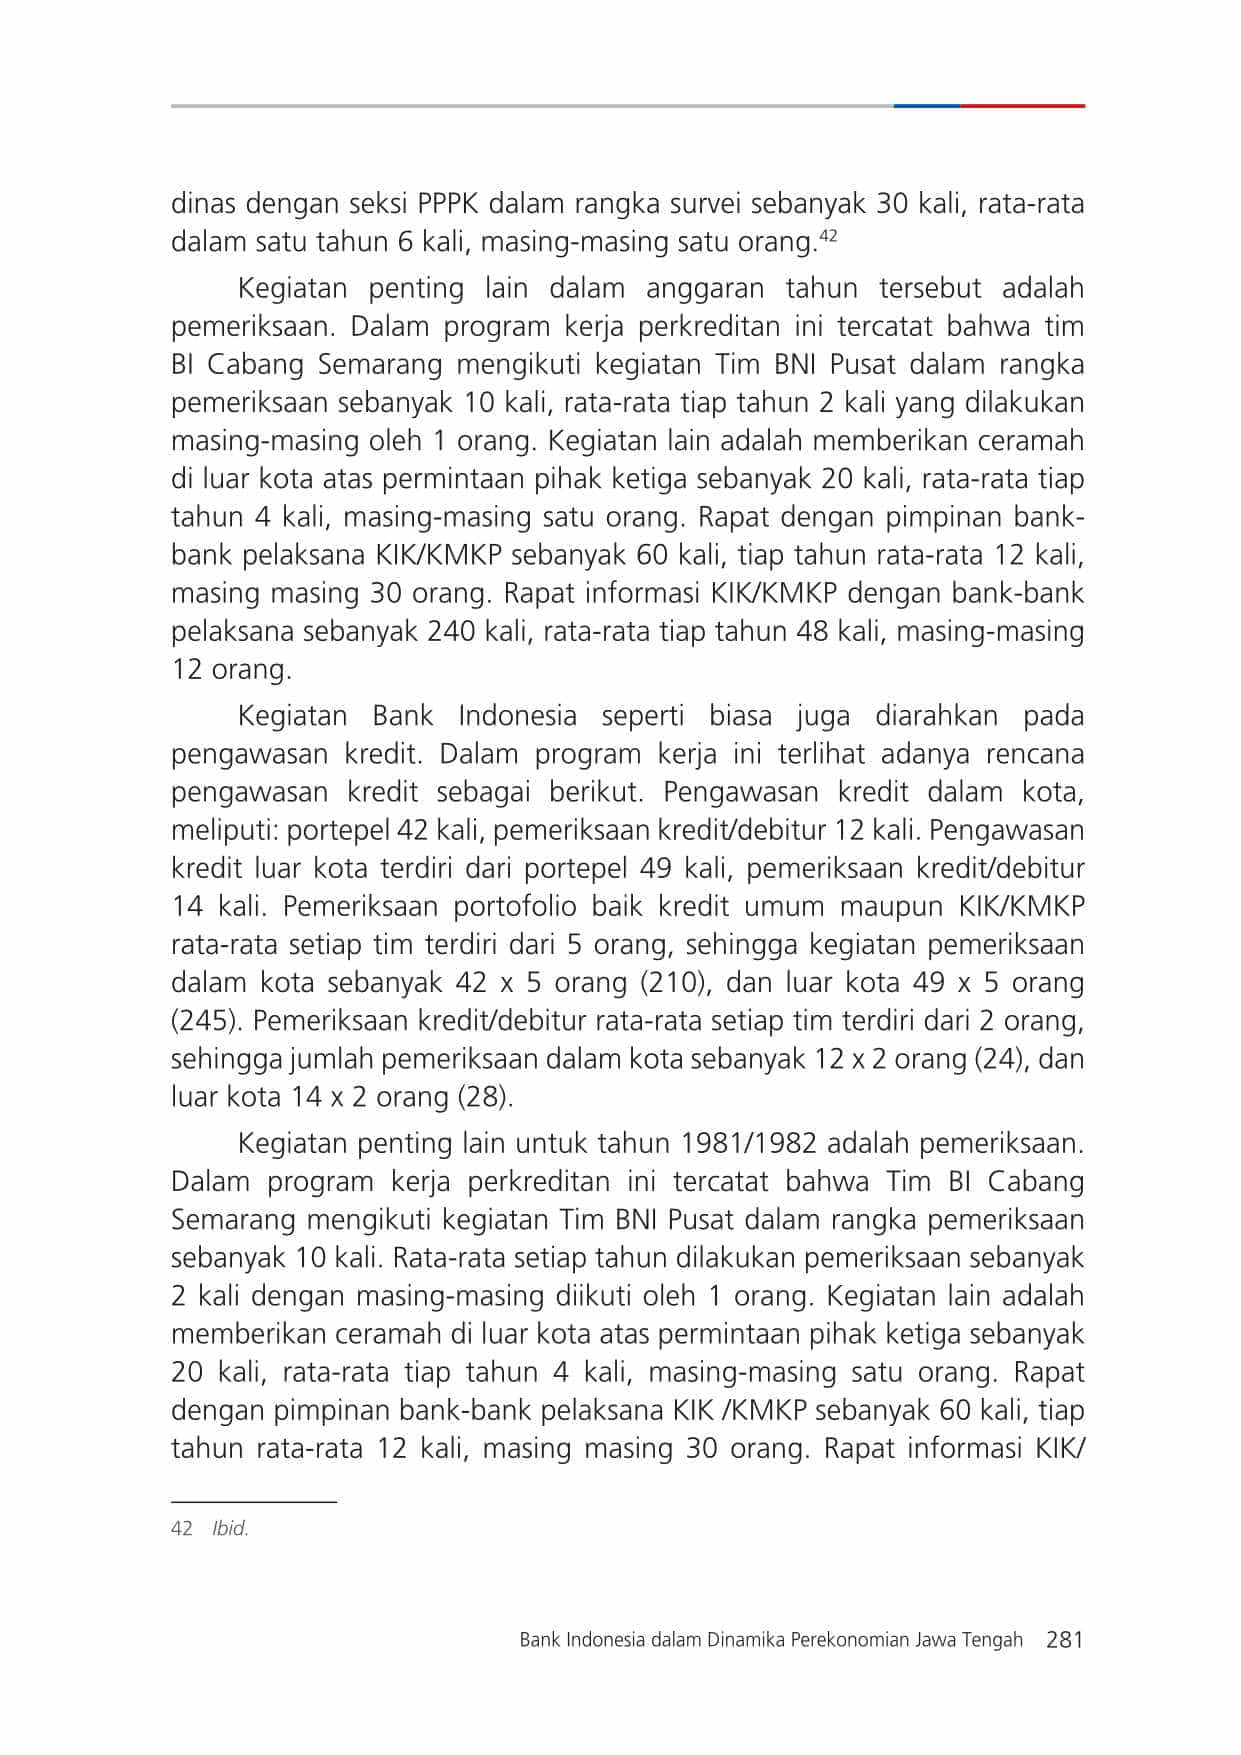 dinas dengan seksi PPPK dalam rangka survei sebanyak 30 kali, rata-rata
dalam satu tahun 6 kali, masing-masing satu orang.42
Kegiatan penting lain dalam anggaran tahun tersebut adalah
pemeriksaan. Dalam program kerja perkreditan ini tercatat bahwa tim
BI Cabang Semarang mengikuti kegiatan Tim BNI Pusat dalam rangka
pemeriksaan sebanyak 10 kali, rata-rata tiap tahun 2 kali yang dilakukan
masing-masing oleh 1 orang. Kegiatan lain adalah memberikan ceramah
di luar kota atas permintaan pihak ketiga sebanyak 20 kali, rata-rata tiap
tahun 4 kali, masing-masing satu orang. Rapat dengan pimpinan bank-
bank pelaksana KIK/KMKP sebanyak 60 kali, tiap tahun rata-rata 12 kali,
masing masing 30 orang. Rapat informasi KIK/KMKP dengan bank-bank
pelaksana sebanyak 240 kali, rata-rata tiap tahun 48 kali, masing-masing
12 orang.
Kegiatan Bank Indonesia seperti biasa juga diarahkan pada
pengawasan kredit. Dalam program kerja ini terlihat adanya rencana
pengawasan kredit sebagai berikut. Pengawasan kredit dalam kota,
meliputi: portepel 42 kali, pemeriksaan kredit/debitur 12 kali. Pengawasan
kredit luar kota terdiri dari portepel 49 kali, pemeriksaan kredit/debitur
14 kali. Pemeriksaan portofolio baik kredit umum maupun KIK/KMKP
rata-rata setiap tim terdiri dari 5 orang, sehingga kegiatan pemeriksaan
dalam kota sebanyak 42 x 5 orang (210), dan luar kota 49 x 5 orang
(245). Pemeriksaan kredit/debitur rata-rata setiap tim terdiri dari 2 orang,
sehingga jumlah pemeriksaan dalam kota sebanyak 12 x 2 orang (24), dan
luar kota 14 x 2 orang (28).
Kegiatan penting lain untuk tahun 1981/1982 adalah pemeriksaan.
Dalam program kerja perkreditan ini tercatat bahwa Tim BI Cabang
Semarang mengikuti kegiatan Tim BNI Pusat dalam rangka pemeriksaan
sebanyak 10 kali. Rata-rata setiap tahun dilakukan pemeriksaan sebanyak
2 kali dengan masing-masing diikuti oleh 1 orang. Kegiatan lain adalah
memberikan ceramah di luar kota atas permintaan pihak ketiga sebanyak
20 kali, rata-rata tiap tahun 4 kali, masing-masing satu orang. Rapat
dengan pimpinan bank-bank pelaksana KIK /KMKP sebanyak 60 kali, tiap
tahun rata-rata 12 kali, masing masing 30 orang. Rapat informasi KIK/
42 Ibid.
Bank Indonesia dalam Dinamika Perekonomian Jawa Tengah 281